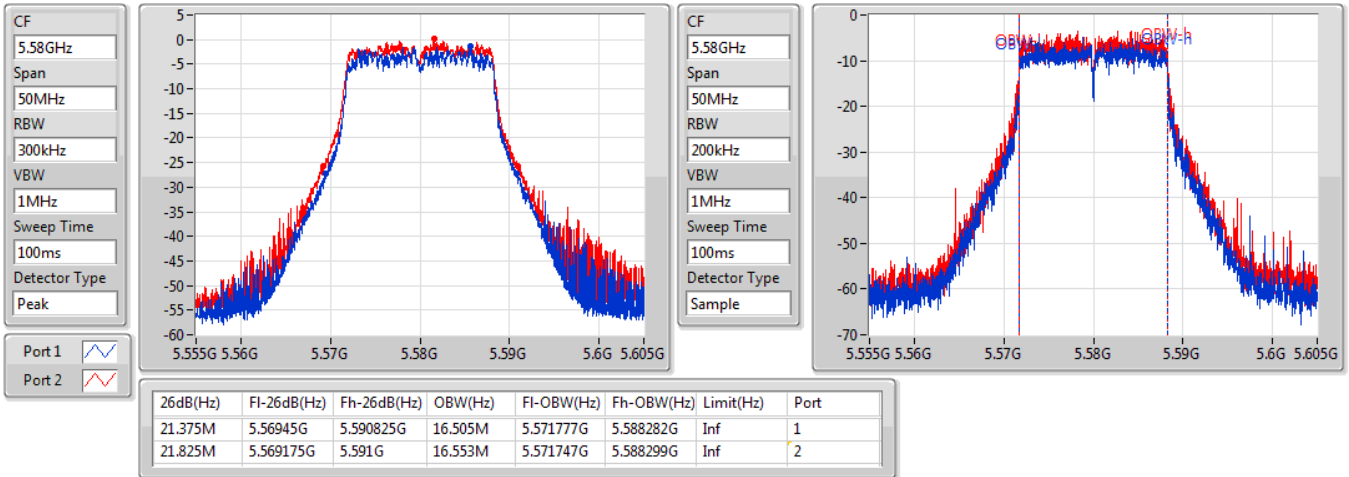 CF
5.58GHz
Span
50MHz
RBW
300kHz
VBW
1MHz
Sweep Time
100ms
Detector Type
Peak
Port 1
Port 2
5
0
-5
-10
-15
-20
-25
-30
-35
-40
-45
-50
-55
-60
5.555G 5.56G 5.57G 5.58G 5.59G 5.6G 5.605G
CF
5.58GHz
Span
50MHz
RBW
200kHz
VBW
1MHz
Sweep Time
100ms
Detector Type
Sample
0
-10
-20
-30
-40
-50
-60
-70
OBW-h
5.555G 5.56G 5.57G 5.58G 5.59G 5.6G 5.605G
26dB(Hz) Fl-26dB(Hz) Fh-26dB(Hz) OBW(Hz) Fl-OBW(Hz) Fh-OBW(Hz) Limit(Hz) Port
21.375M 5.56945G 5.590825G 16.505M 5.571777G 5.588282G Inf 1
21.825M 5.569175G 5.591G 16.553M 5.571747G 5.588299G Inf 2